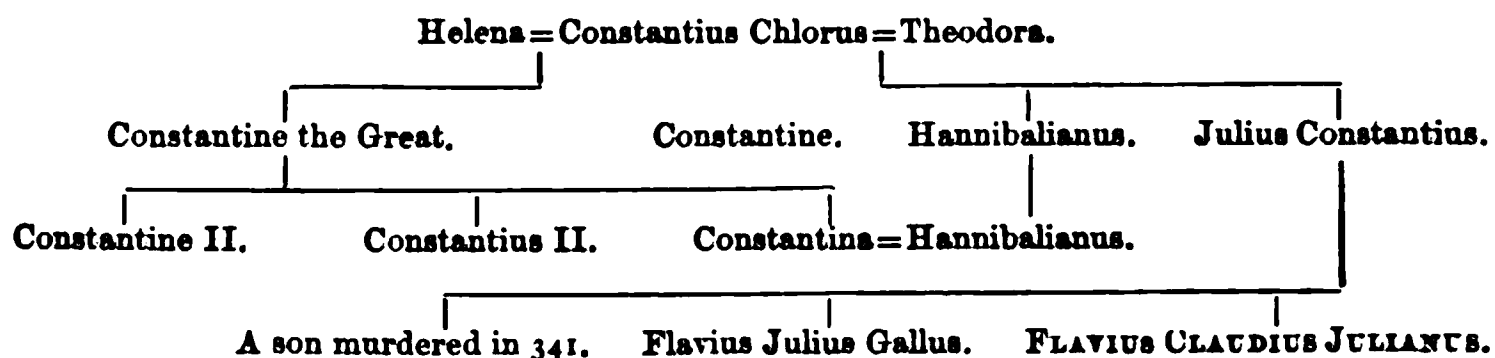 Helena=Constantius Chlorus=Theodora.
Constantine the Great. Constantine. Hannibalianus. Julius Constantius.
Constantine II. Constantius II. Constantina=Hannibalianus.
A son murdered in 341. Flavius Julius Gallus. FLAVIUS CLAUDIUS JULIANUS.